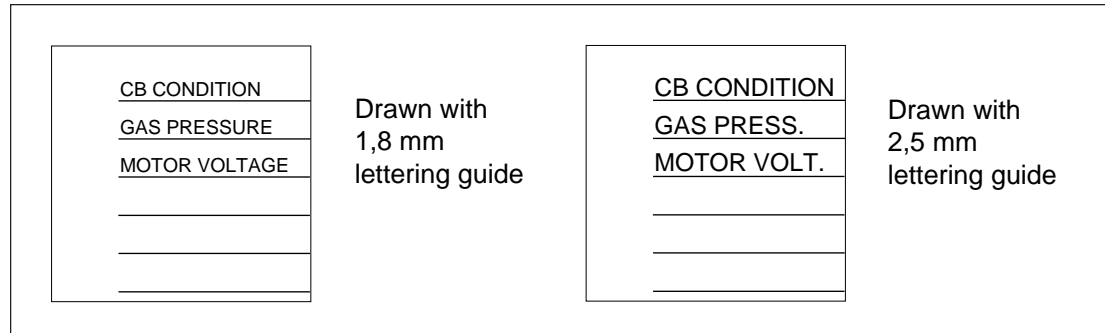 CB CONDITION
GAS PRESSURE
MOTOR VOLTAGE
Drawn with
1,8 mm
lettering guide
CB CONDITION
GAS PRESS.
MOTOR VOLT.
Drawn with
2,5 mm
lettering guide